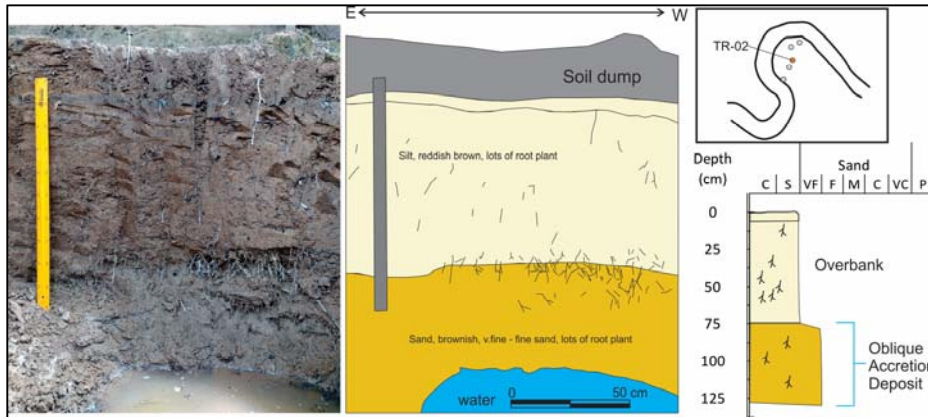 E W
Soil dump
Silt, reddish brown, lots of root plant
Sand, brownish, v.fine - fine sand, lots of root plant
water
0 50 cm
TR-02
Depth
(cm)
Sand
C S VF F M C VC P
0
25
50
75
100
125
Overbank
Oblique
Accretion
Deposit